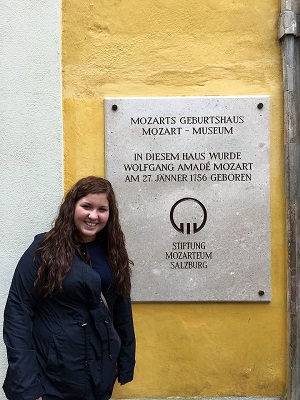 MOZARTS GEBURTSHAUS
MOZART - MUSEUM
IN DIESEM HAUS WURDE
WOLFGANG AMADÉ MOZART
AM 27. JÄNNER 1756 GEBOREN
STIFTUNG
MOZARTEUM
SALZBURG